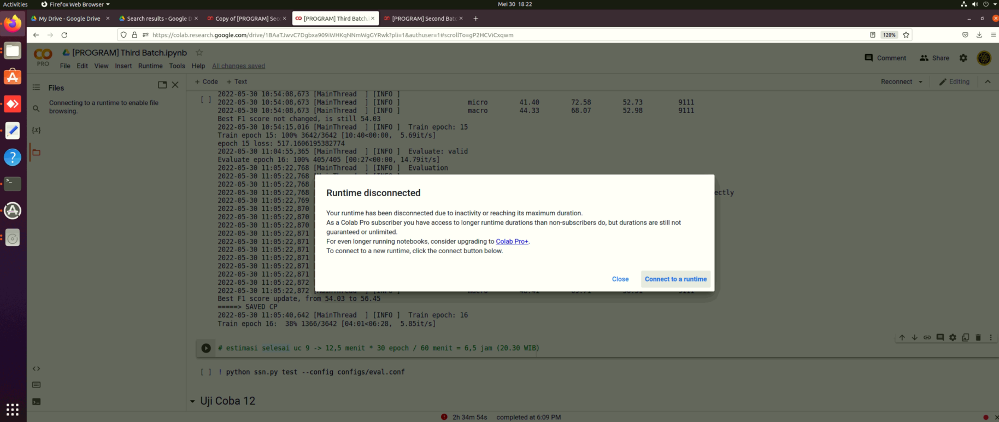 Activities Firefox Web Browser Mei 30 18:22
My Drive - Google Drive Search results - Google D Copy of [PROGRAM] Sec [PROGRAM] Third Batch. [PROGRAM] Second Bat
https://colab.research.google.com/drive/1BAaTJwvC7Dgbxa909iWHKqNNmWgGYRwk?pli=1&authuser=1#scrollTo=gP2HCViCxqwm 120%
[PROGRAM] Third Batch.ipynb
PRO
File Edit View Insert Runtime Tools Help All changes saved
Comment Share
Files
Connecting to a runtime to enable file
browsing.
{x}
+ Code + Text Reconnect Editing
2022-05-30 10:54:08,673 [MainThread ] [INFO ]
[ ] 2022-05-30 10:54:08,673 [MainThread ] [INFO ] micro 41.40 72.58 52.73 9111
2022-05-30 10:54:08,673 [MainThread ] [INFO ] macro 44.33 68.07 52.98 9111
Best F1 score not changed, is still 54.03
2022-05-30 10:54:15,016 [MainThread ] [INFO ] Train epoch: 15
Train epoch 15: 100% 3642/3642 [10:40<00:00, 5.69it/s]
epoch 15 loss: 517.1606195382774
2022-05-30 11:04:55,365 [MainThread ] [INFO ] Evaluate: valid
Evaluate epoch 16: 100% 405/405 [00:27<00:00, 14.79it/s]
2022-05-30 11:05:22,768 [MainThread ] [INFO ] Evaluation
2022-05-30 11:05:22,768
2022-05-30 11:05:22,768
2022-05-30 11:05:22,768 ectly
2022-05-30 11:05:22,769
2022-05-30 11:05:22,870
2022-05-30 11:05:22,870
2022-05-30 11:05:22,870
2022-05-30 11:05:22,871
2022-05-30 11:05:22,871
2022-05-30 11:05:22,871
2022-05-30 11:05:22,871
2022-05-30 11:05:22,871
2022-05-30 11:05:22,871
2022-05-30 11:05:22,872
2022-05-30 11:05:22,872
Best F1 score update, from 54.03 to 56.45
=====> SAVED CP
2022-05-30 11:05:40,642 [MainThread ] [INFO ] Train epoch: 16
Train epoch 16: 38% 1366/3642 [04:01<06:28, 5.85it/s]
Runtime disconnected
Your runtime has been disconnected due to inactivity or reaching its maximum duration.
As a Colab Pro subscriber you have access to longer runtime durations than non-subscribers do, but durations are still not
guaranteed or unlimited.
For even longer running notebooks, consider upgrading to Colab Pro+.
To connect to a new runtime, click the connect button below.
Close Connect to a runtime
# estimasi selesai uc 9 -> 12,5 menit * 30 epoch / 60 menit = 6,5 jam (20.30 WIB)
[ ] ! python ssn.py test --config configs/eval.conf
Uji Coba 12
2h 34m 54s completed at 6:09 PM